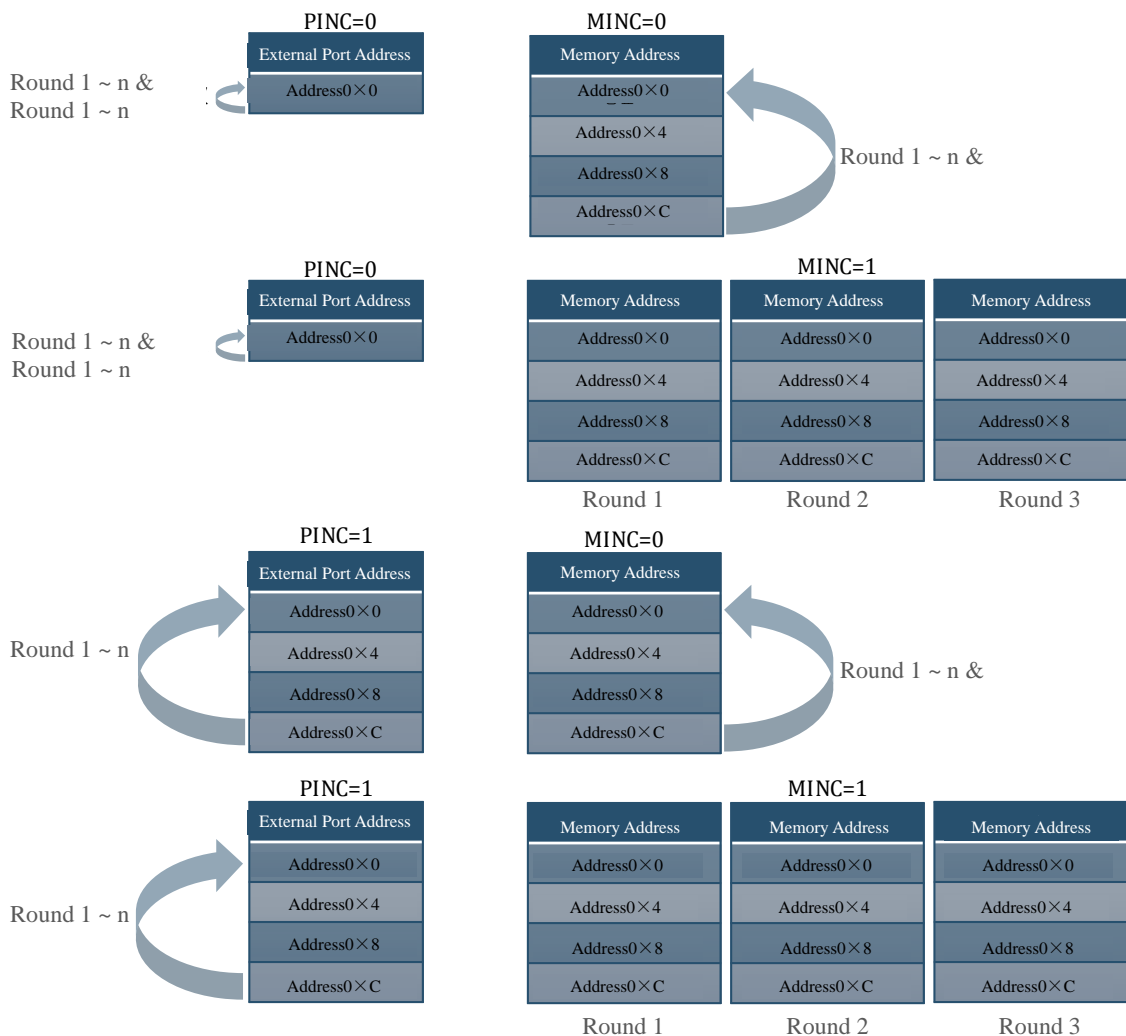 PINC=0
MINC=0
External Port Address
Memory Address
Round 1 ~ n &
Round 1 ~ n
Address0×0
Address0×0
Address0×4
Address0×8
Address0×C
Round 1 ~ n &
PINC=0
MINC=1
External Port Address
Memory Address
Memory Address
Memory Address
Round 1 ~ n &
Round 1 ~ n
Address0×0
Address0×0
Address0×0
Address0×0
Address0×4
Address0×4
Address0×4
Address0×8
Address0×8
Address0×8
Address0×C
Address0×C
Address0×C
Round 1
Round 2
Round 3
PINC=1
MINC=0
External Port Address
Memory Address
Round 1 ~ n
Address0×0
Address0×4
Address0×8
Address0×C
Address0×0
Address0×4
Address0×8
Address0×C
Round 1 ~ n &
PINC=1
MINC=1
External Port Address
Memory Address
Memory Address
Memory Address
Round 1 ~ n
Address0×0
Address0×4
Address0×8
Address0×C
Address0×0
Address0×0
Address0×0
Address0×4
Address0×4
Address0×4
Address0×8
Address0×8
Address0×8
Address0×C
Address0×C
Address0×C
Round 1
Round 2
Round 3